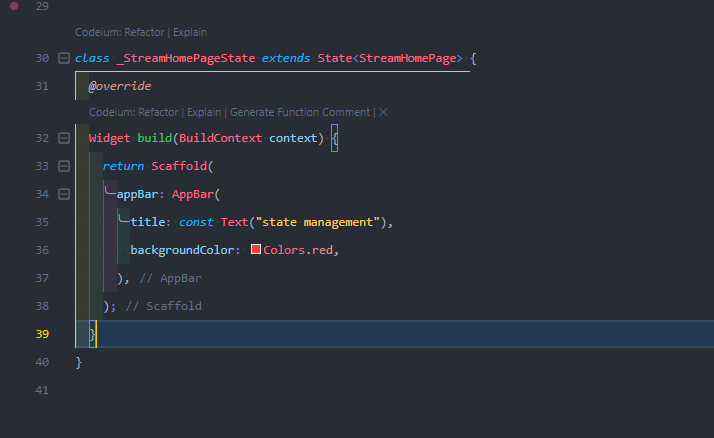 29
Codeium: Refactor | Explain
30 class _StreamHomePageState extends State<StreamHomePage> {
31 @override
Codeium: Refactor | Explain | Generate Function Comment | ×
32 Widget build(BuildContext context) {
33 return Scaffold(
34 appBar: AppBar(
35 title: const Text("state management"),
36 backgroundColor: Colors.red,
37 ), // AppBar
38 ); // Scaffold
39 }
40 }
41